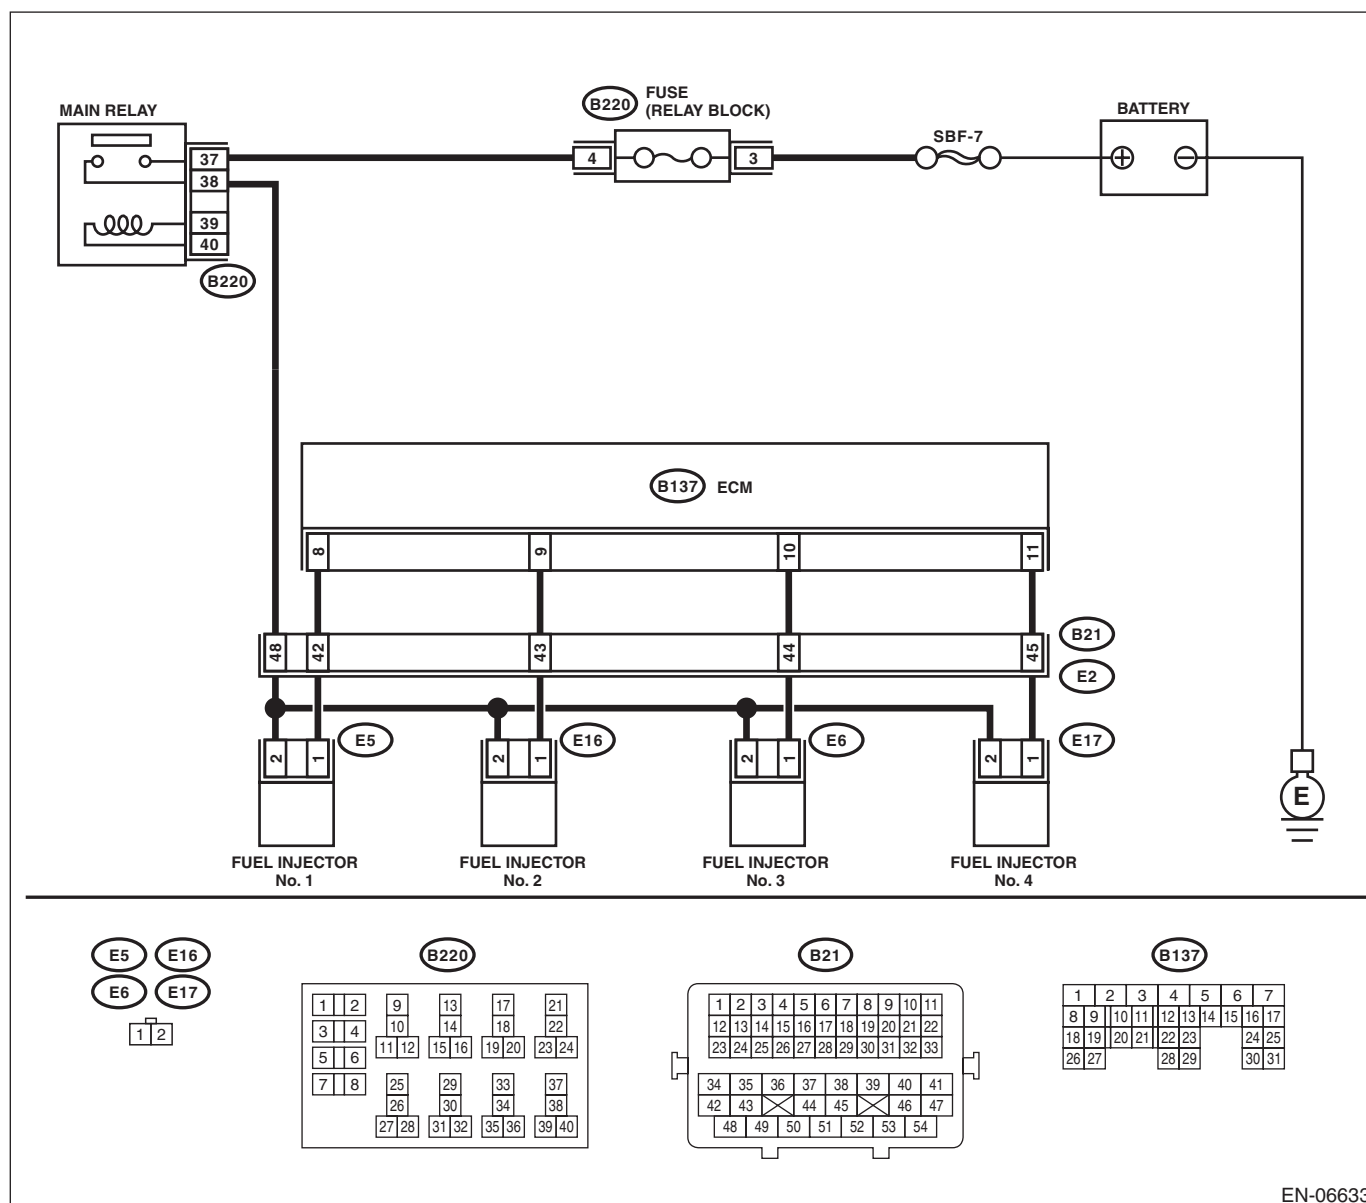 MAIN RELAY
B220
FUSE
(RELAY BLOCK)
BATTERY
SBF-7
37
38
39
40
4
3
B220
B137 ECM
8 9 10 11
48 42 43 44 45
B21
E2
2 1 E5
2 1 E16
2 1 E6
2 1 E17
E
FUEL INJECTOR
No. 1
FUEL INJECTOR
No. 2
FUEL INJECTOR
No. 3
FUEL INJECTOR
No. 4
E5 E16
E6 E17
1 2
B220
1 2 9 13 17 21
3 4 10 14 18 22
5 6 11 12 15 16 19 20 23 24
7 8 25 29 33 37
26 30 34 38
27 28 31 32 35 36 39 40
B21
1 2 3 4 5 6 7 8 9 10 11
12 13 14 15 16 17 18 19 20 21 22
23 24 25 26 27 28 29 30 31 32 33
34 35 36 37 38 39 40 41
42 43 44 45 46 47
48 49 50 51 52 53 54
B137
1 2 3 4 5 6 7
8 9 10 11 12 13 14 15 16 17
18 19 20 21 22 23 24 25
26 27 28 29 30 31
EN-06633